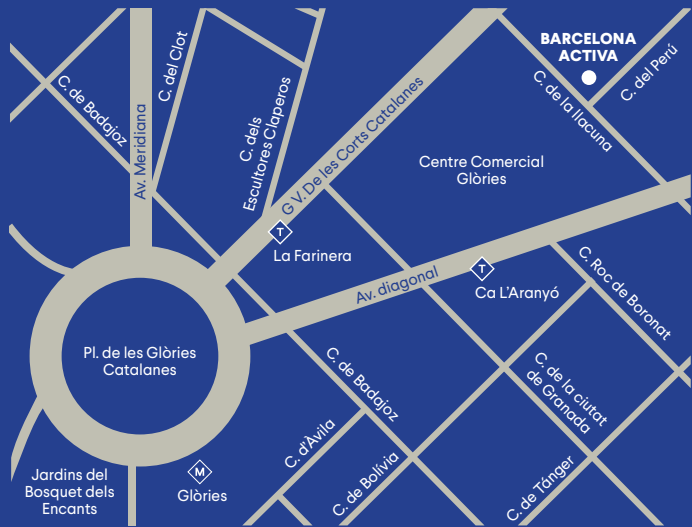 BARCELONA
ACTIVA
C. de Badajoz
Av. Meridiana
C. del Clot
C. dels
Escultores Claperos
G V. De les Corts Catalanes
C. de la llacuna
C. del Perú
Centre Comercial
Glòries
T
La Farinera
Av. diagonal
T
Ca L'Aranyó
C. Roc de Boronat
Pl. de les Glòries
Catalanes
C. de Badajoz
C. de la ciutat
de Granada
C. d'Àvila
C. de Bolívia
C. de Tánger
M
Glòries
Jardins del
Bosquet dels
Encants